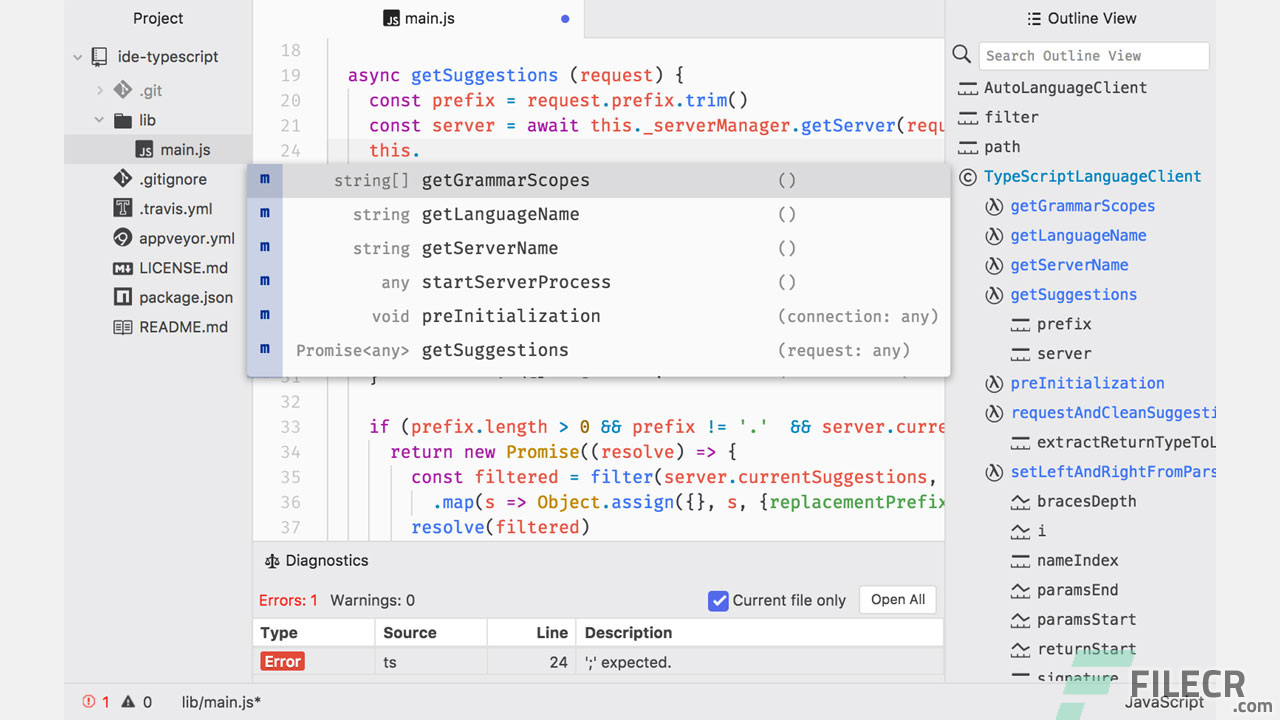 Project
ide-typescript
.git
lib
main.js
.gitignore
.travis.yml
appveyor.yml
LICENSE.md
package.json
README.md
main.js
18
19 async getSuggestions (request) {
20 const prefix = request.prefix.trim()
21 const server = await this._serverManager.getServer(requ
24 this.
m string[] getGrammarScopes ()
m string getLanguageName ()
m string getServerName ()
m any startServerProcess ()
m void preInitialization (connection: any)
m Promise<any> getSuggestions (request: any)
31 }
32
33 if (prefix.length > 0 && prefix != '.' && server.curre
34 return new Promise((resolve) => {
35 const filtered = filter(server.currentSuggestions,
36 .map(s => Object.assign({}, s, {replacementPrefix
37 resolve(filtered)
Diagnostics
Errors: 1 Warnings: 0 Current file only Open All
Type Source Line Description
Error ts 24 ';' expected.
Outline View
Search Outline View
AutoLanguageClient
filter
path
TypeScriptLanguageClient
getGrammarScopes
getLanguageName
getServerName
getSuggestions
prefix
server
preInitialization
requestAndCleanSuggesti
extractReturnTypeToL
setLeftAndRightFromPars
bracesDepth
i
nameIndex
paramsEnd
paramsStart
returnStart
signature
1 0 lib/main.js* JavaScript
FILECR
.com